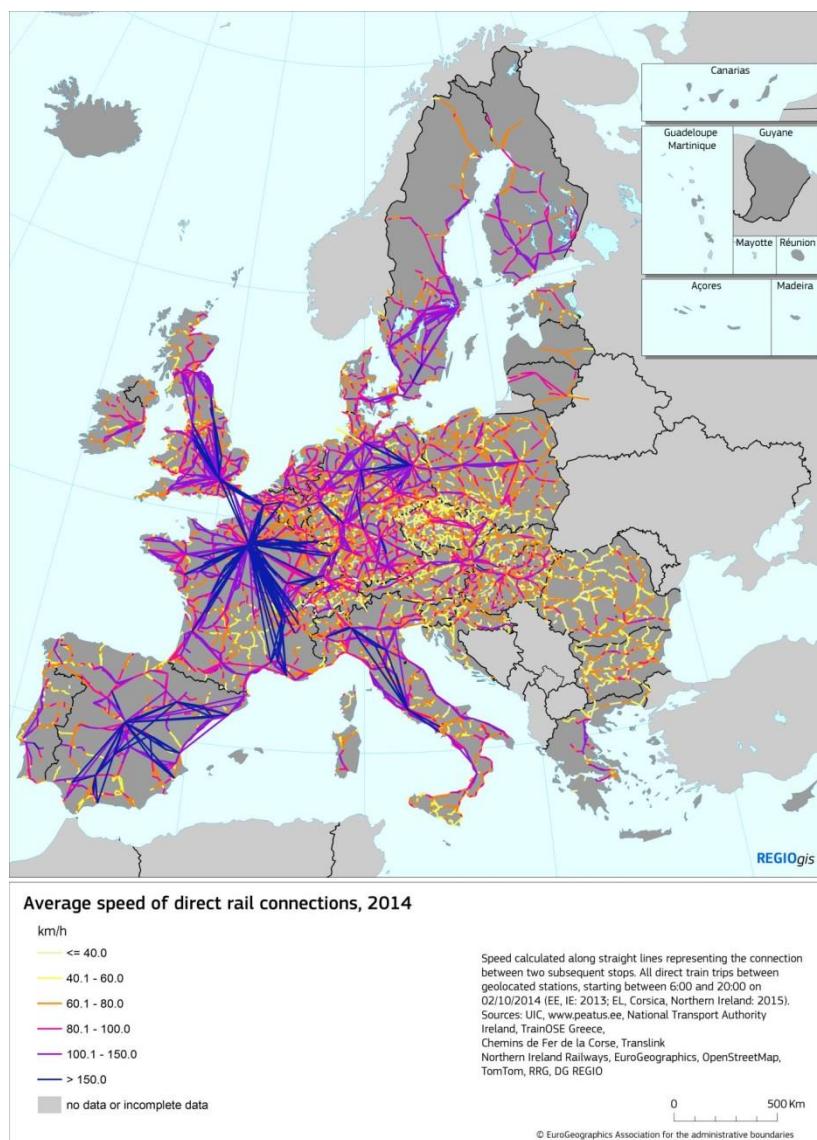 Canarias
Guadeloupe
Martinique
Guyane
Mayotte
Réunion
Açores
Madeira
REGIOgis
Average speed of direct rail connections, 2014
km/h
<= 40.0
40.1 - 60.0
60.1 - 80.0
80.1 - 100.0
100.1 - 150.0
> 150.0
no data or incomplete data
Speed calculated along straight lines representing the connection
between two subsequent stops. All direct train trips between
geolocated stations, starting between 6:00 and 20:00 on
02/10/2014 (EE, IE: 2013; EL, Corsica, Northern Ireland: 2015).
Sources: UIC, www.peatus.ee, National Transport Authority
Ireland, TrainOSE Greece,
Chemins de Fer de la Corse, Translink
Northern Ireland Railways, EuroGeographics, OpenStreetMap,
TomTom, RRG, DG REGIO
0 500 Km
© EuroGeographics Association for the administrative boundaries